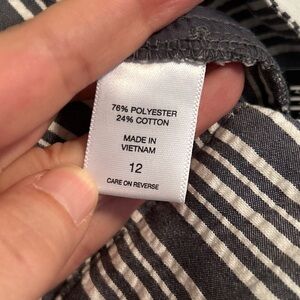 76% POLYESTER
24% COTTON
MADE IN
VIETNAM
12
CARE ON REVERSE